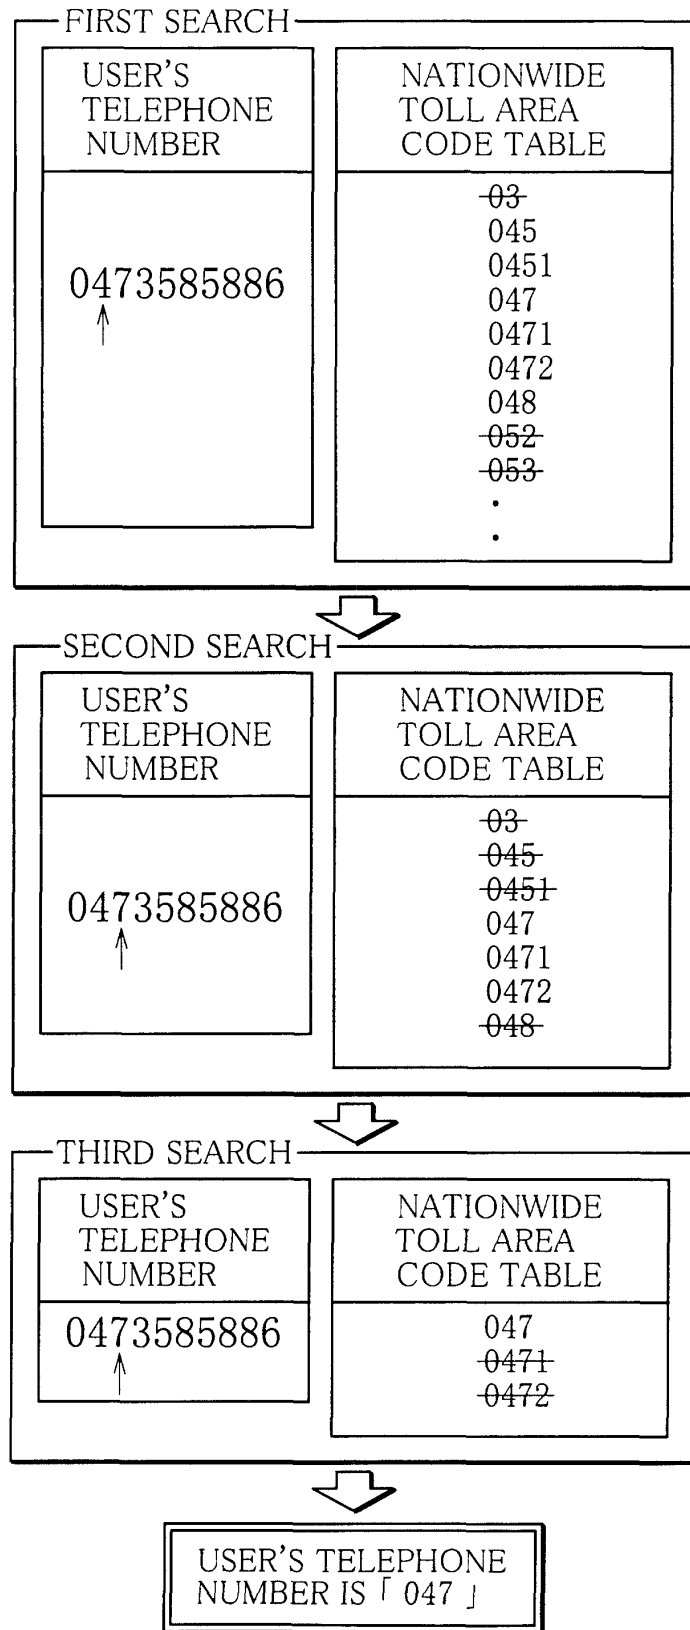 FIRST SEARCH
USER'S
TELEPHONE
NUMBER
0473585886
NATIONWIDE
TOLL AREA
CODE TABLE
03
045
0451
047
0471
0472
048
052
053
SECOND SEARCH
USER'S
TELEPHONE
NUMBER
0473585886
NATIONWIDE
TOLL AREA
CODE TABLE
03
045
0451
047
0471
0472
048
THIRD SEARCH
USER'S
TELEPHONE
NUMBER
0473585886
NATIONWIDE
TOLL AREA
CODE TABLE
047
0471
0472
USER'S TELEPHONE
NUMBER IS「 047 」